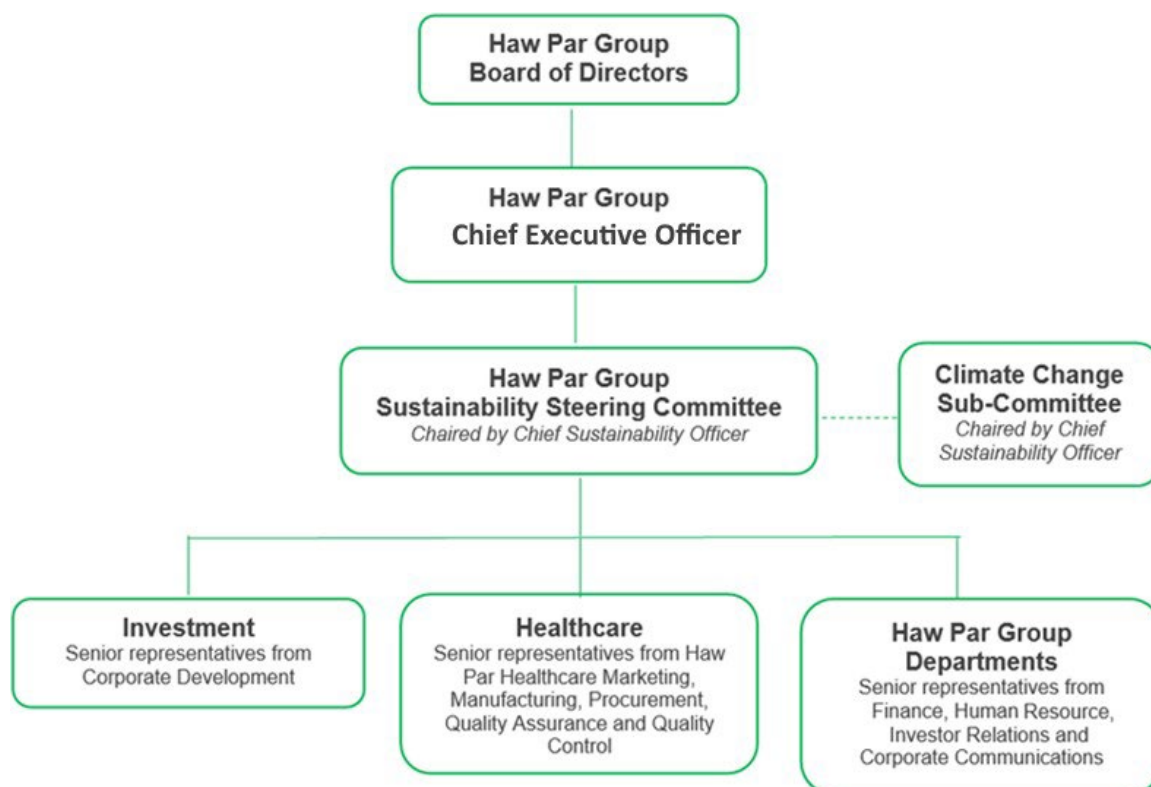 Haw Par Group
Board of Directors
Haw Par Group
Chief Executive Officer
Haw Par Group
Sustainability Steering Committee
Chaired by Chief Sustainability Officer
Climate Change
Sub-Committee
Chaired by Chief
Sustainability Officer
Investment
Senior representatives from
Corporate Development
Healthcare
Senior representatives from Haw
Par Healthcare Marketing,
Manufacturing, Procurement,
Quality Assurance and Quality
Control
Haw Par Group
Departments
Senior representatives from
Finance, Human Resource,
Investor Relations and
Corporate Communications